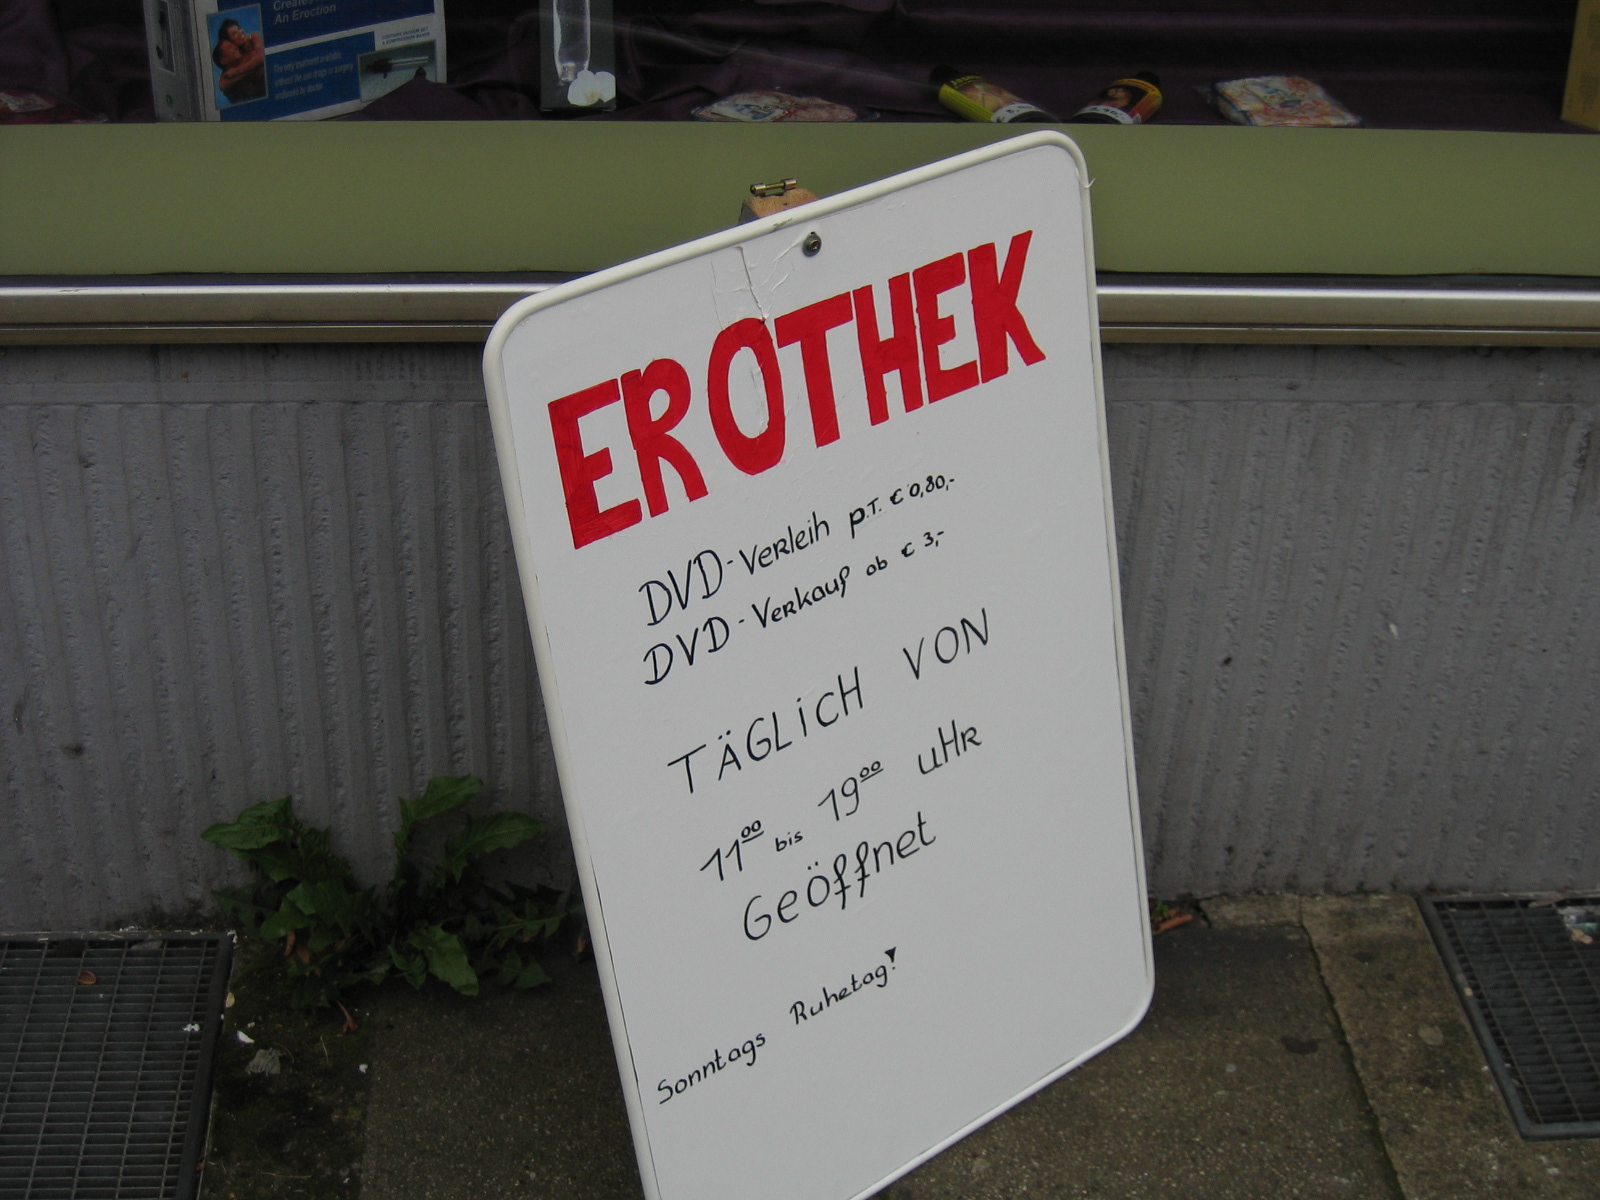 Creates
An Erection
EROTHEK
DVD-Verleih p.T. € 0,80,-
DVD-Verkauf ab € 3,-
TÄGLiCH VON
11⁰⁰ bis 19⁰⁰ uHR
GeÖffnet
Sonntags Ruhetag!